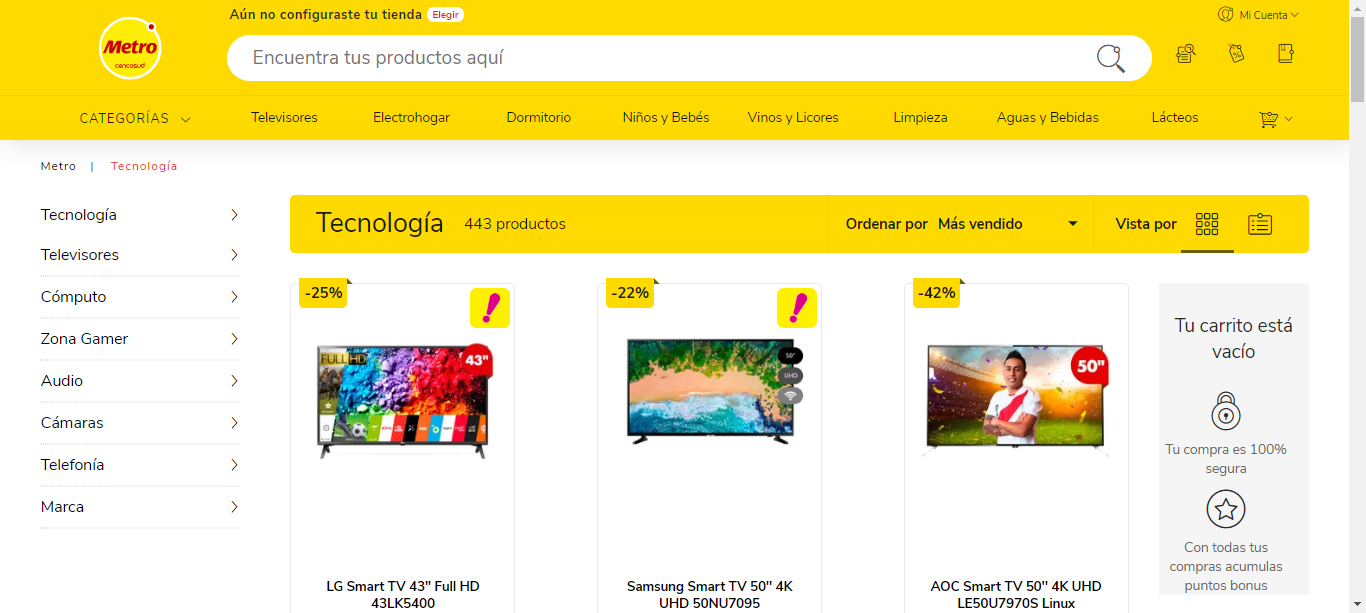 Aún no configuraste tu tienda Elegir
Mi Cuenta
Metro
cencosud
Encuentra tus productos aquí
CATEGORÍAS
Televisores
Electrohogar
Dormitorio
Niños y Bebés
Vinos y Licores
Limpieza
Aguas y Bebidas
Lácteos
Metro | Tecnología
Tecnología
Televisores
Cómputo
Zona Gamer
Audio
Cámaras
Telefonía
Marca
Tecnología 443 productos
Ordenar por Más vendido
Vista por
-25%
FULL HD
43"
LG Smart TV 43" Full HD
43LK5400
-22%
50"
UHD
Samsung Smart TV 50" 4K
UHD 50NU7095
-42%
50"
AOC Smart TV 50" 4K UHD
LE50U7970S Linux
Tu carrito está
vacío
Tu compra es 100%
segura
Con todas tus
compras acumulas
puntos bonus